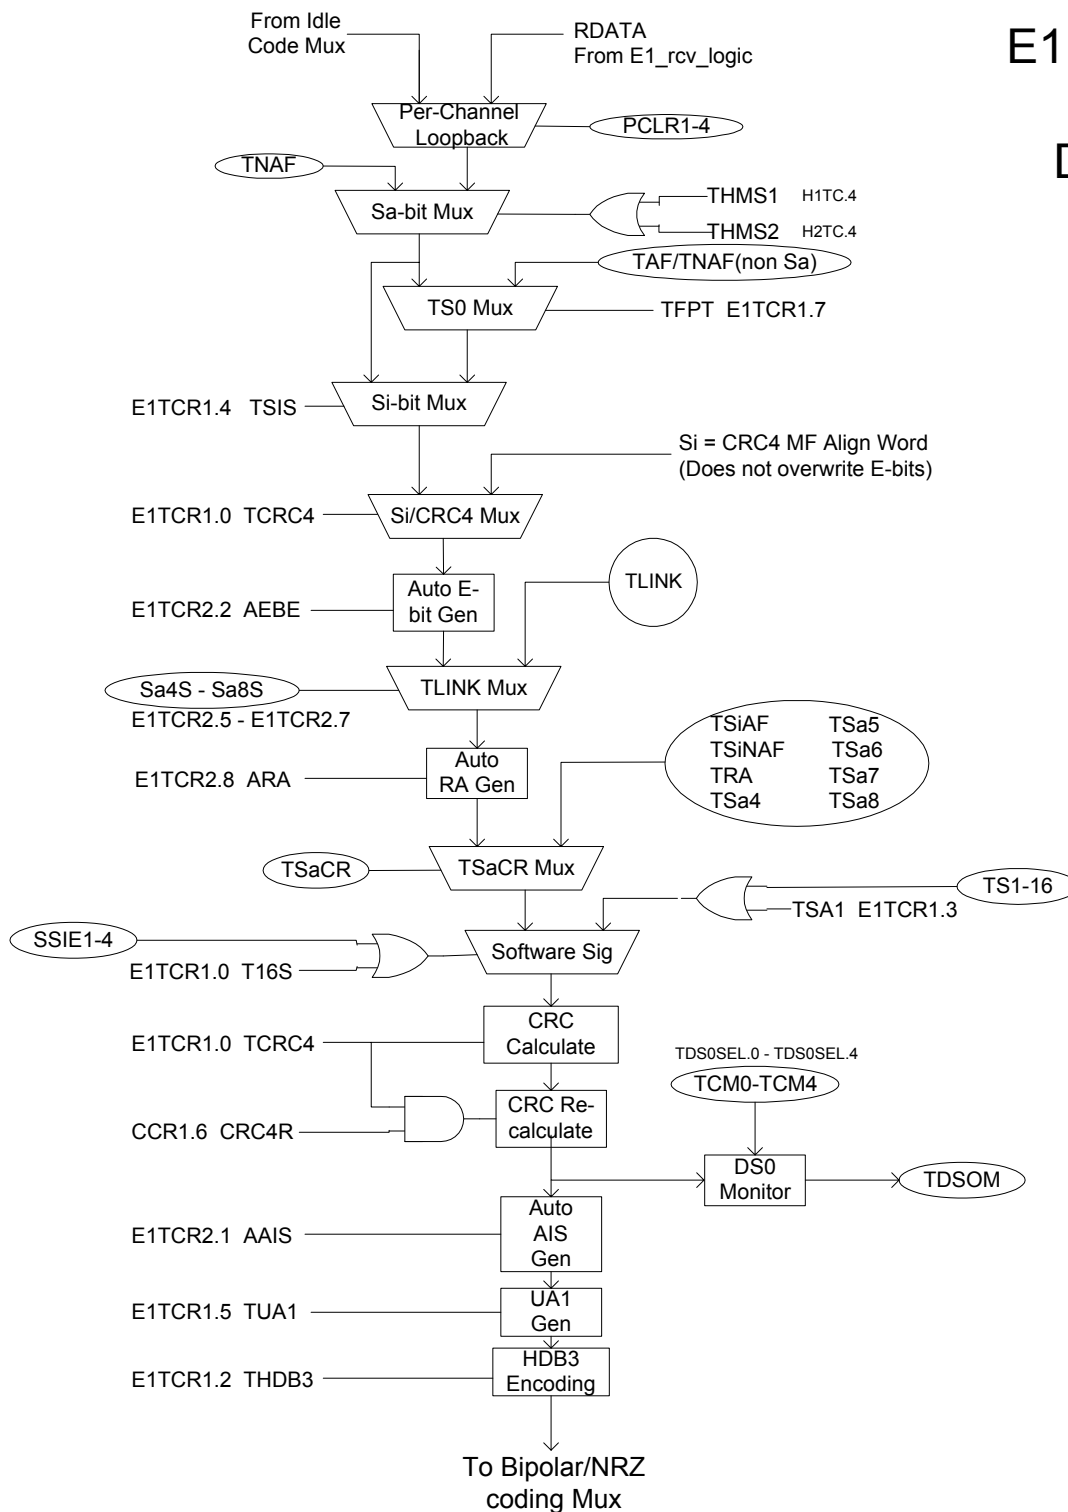 From Idle
Code Mux
RDATA
From E1_rcv_logic
E1
D
Per-Channel
Loopback
PCLR1-4
TNAF
Sa-bit Mux
THMS1 H1TC.4
THMS2 H2TC.4
TAF/TNAF(non Sa)
TS0 Mux
TFPT E1TCR1.7
E1TCR1.4 TSIS
Si-bit Mux
Si = CRC4 MF Align Word
(Does not overwrite E-bits)
E1TCR1.0 TCRC4
Si/CRC4 Mux
TLINK
E1TCR2.2 AEBE
Auto E-
bit Gen
Sa4S - Sa8S
TLINK Mux
E1TCR2.5 - E1TCR2.7
TSiAF TSa5
TSiNAF TSa6
TRA TSa7
TSa4 TSa8
E1TCR2.8 ARA
Auto
RA Gen
TSaCR
TSaCR Mux
TS1-16
TSA1 E1TCR1.3
SSIE1-4
Software Sig
E1TCR1.0 T16S
E1TCR1.0 TCRC4
CRC
Calculate
TDS0SEL.0 - TDS0SEL.4
TCM0-TCM4
CCR1.6 CRC4R
CRC Re-
calculate
DS0
Monitor
TDSOM
E1TCR2.1 AAIS
Auto
AIS
Gen
E1TCR1.5 TUA1
UA1
Gen
E1TCR1.2 THDB3
HDB3
Encoding
To Bipolar/NRZ
coding Mux